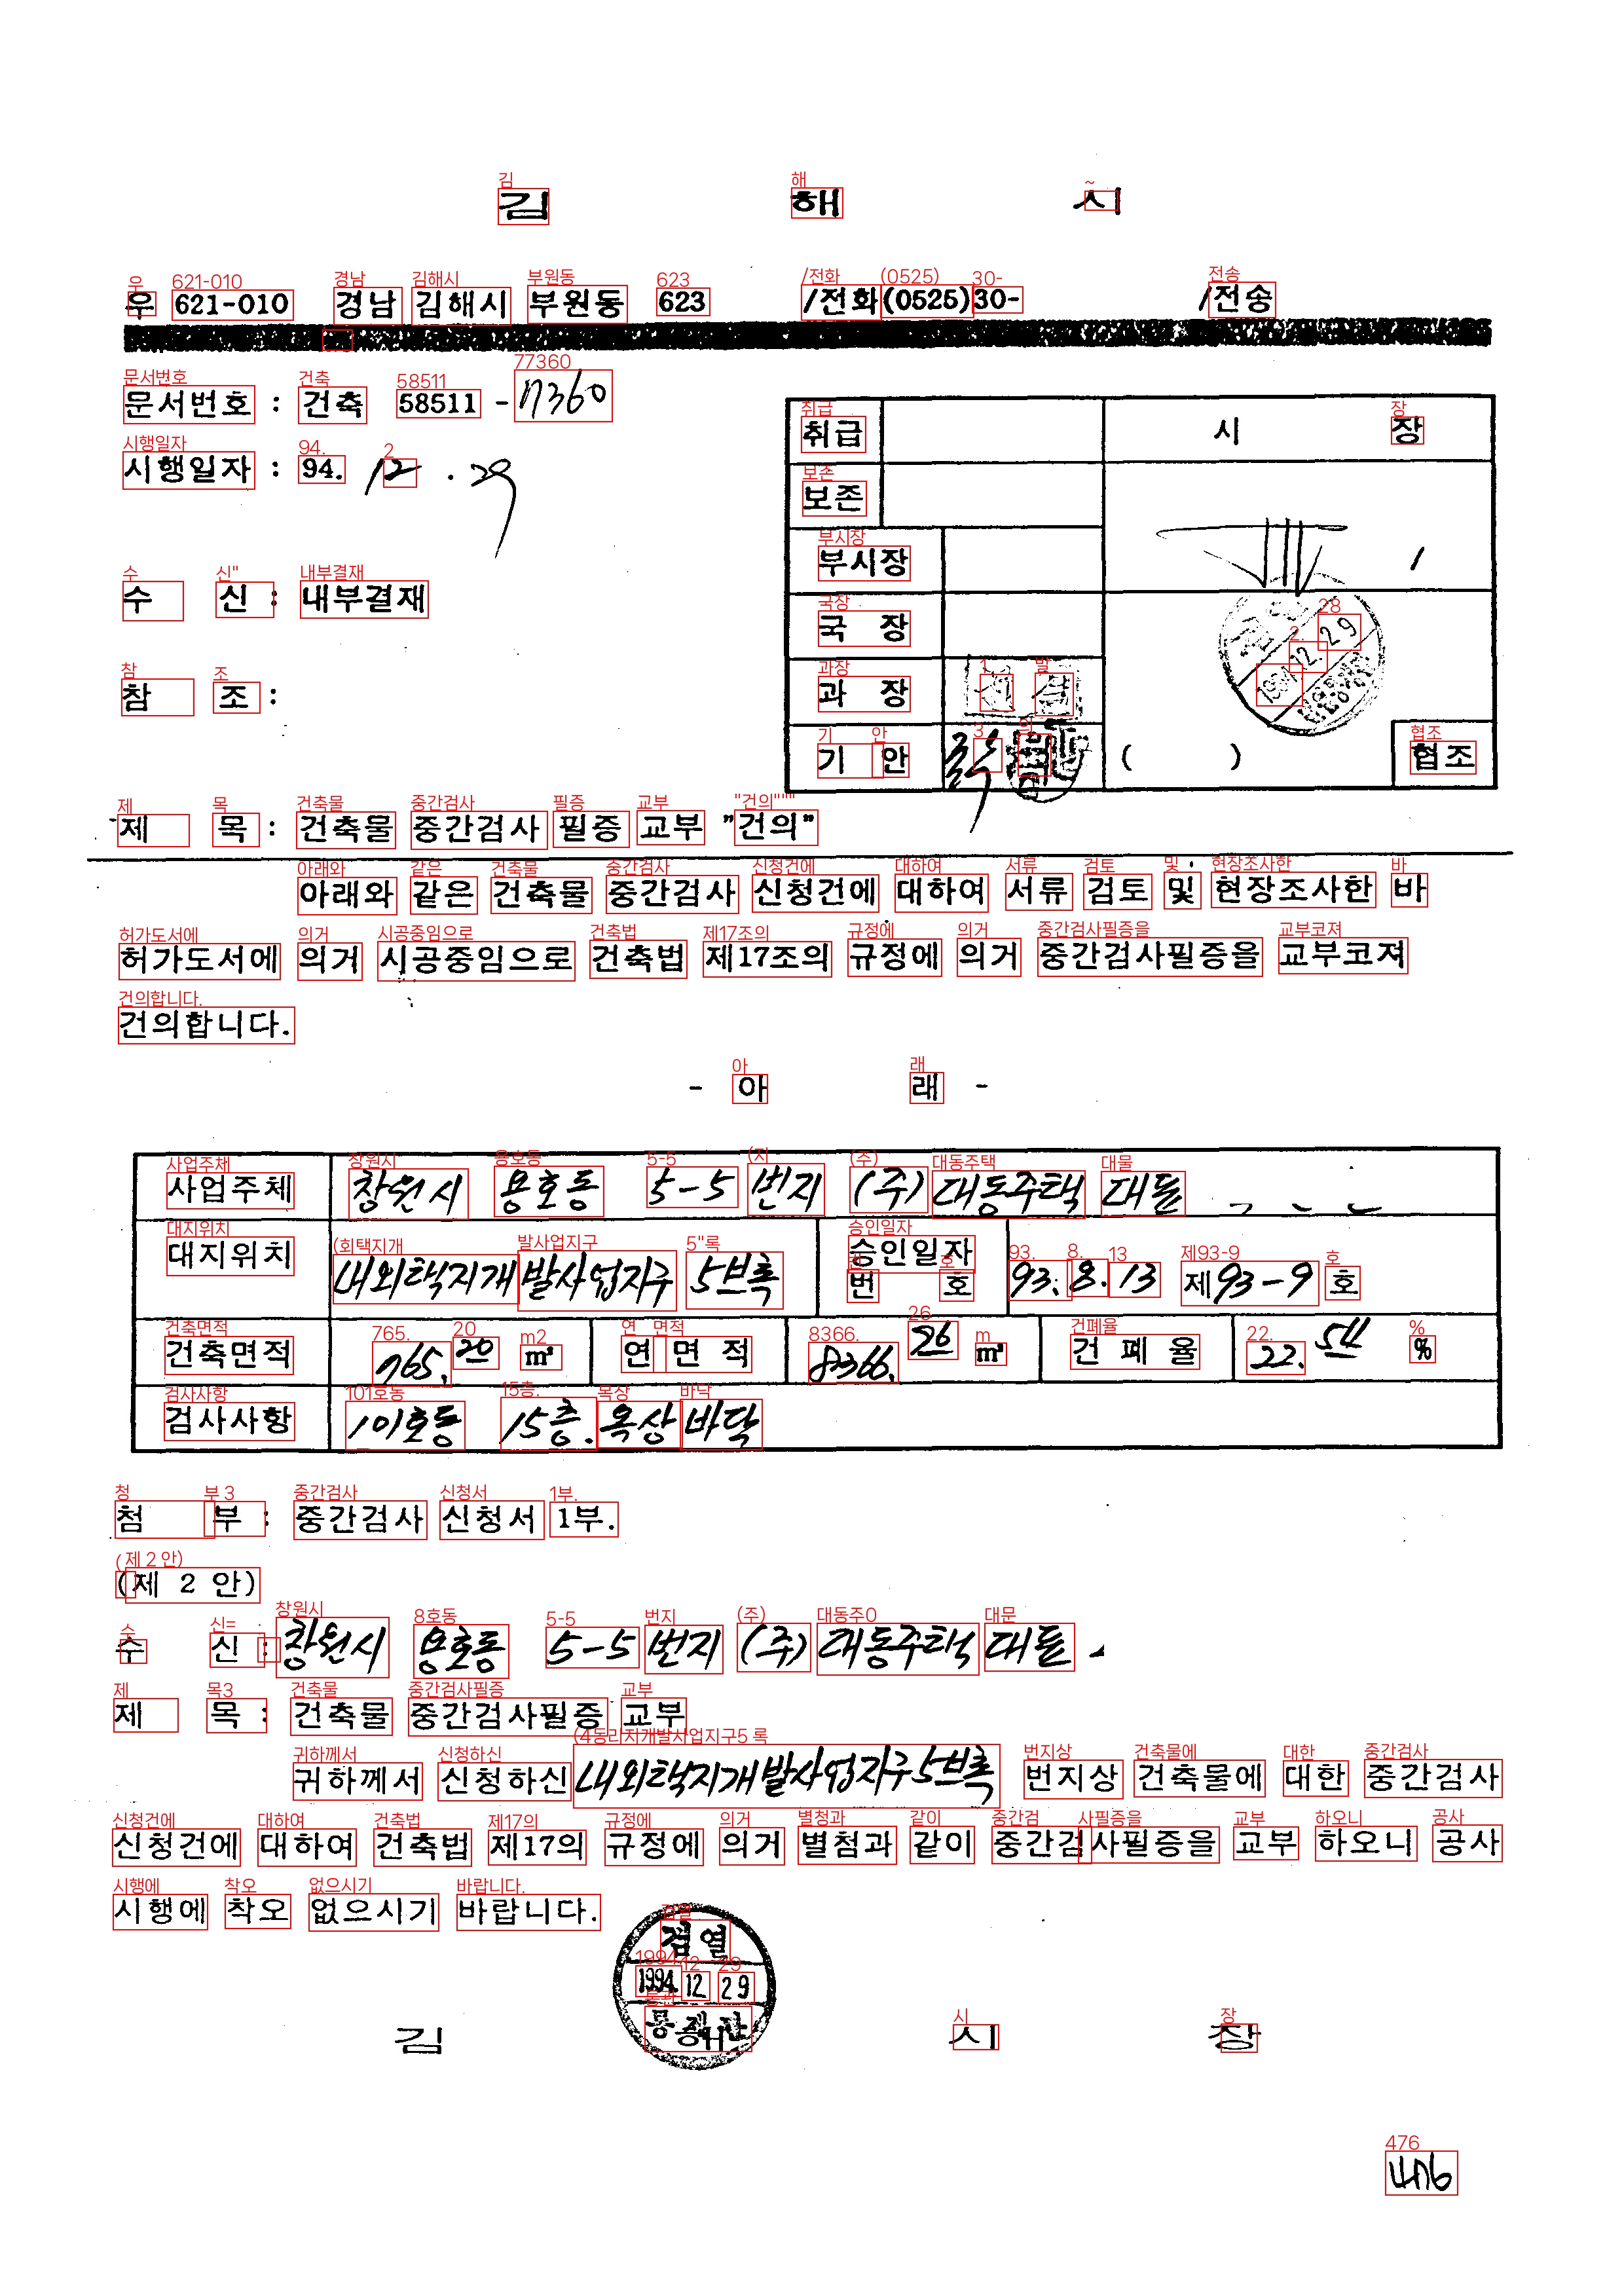 김 해 시
우 621-010 경남 김해시 부원동 623 /전화(0525)30- /전송
문서번호 : 건축 58511 - 77360
시행일자 : 94. 12 . 29
수 신 : 내부결재
참 조 :
취급 시 장
보존
부시장
국 장
과 장
기 안 ( ) 협조
제 목 : 건축물 중간검사 필증 교부 "건의"
아래와 같은 건축물 중간검사 신청건에 대하여 서류 검토 및 현장조사한 바
허가도서에 의거 시공중임으로 건축법 제17조의 규정에 의거 중간검사필증을 교부코져
건의합니다.
- 아 래 -
사업주체 창원시 용호동 5-5 번지 (주) 대동주택 대표
대지위치 내외택지개발사업지구 5브록 승인일자 번 호 93. 8. 13 제93-9 호
건축면적 765.20 m² 연 면 적 8366.26 m² 건 폐 율 22.54 %
검사사항 101호동 15층. 옥상 바닥
첨 부 : 중간검사 신청서 1부.
(제 2 안)
수 신 : 창원시 용호동 5-5 번지 (주) 대동주택 대표
제 목 : 건축물 중간검사필증 교부
귀하께서 신청하신 내외택지개발사업지구5브록 번지상 건축물에 대한 중간검사
신청건에 대하여 건축법 제17의 규정에 의거 별첨과 같이 중간검사필증을 교부 하오니 공사
시행에 착오 없으시기 바랍니다.
검열
1994. 12 29
김 해 시 장
476